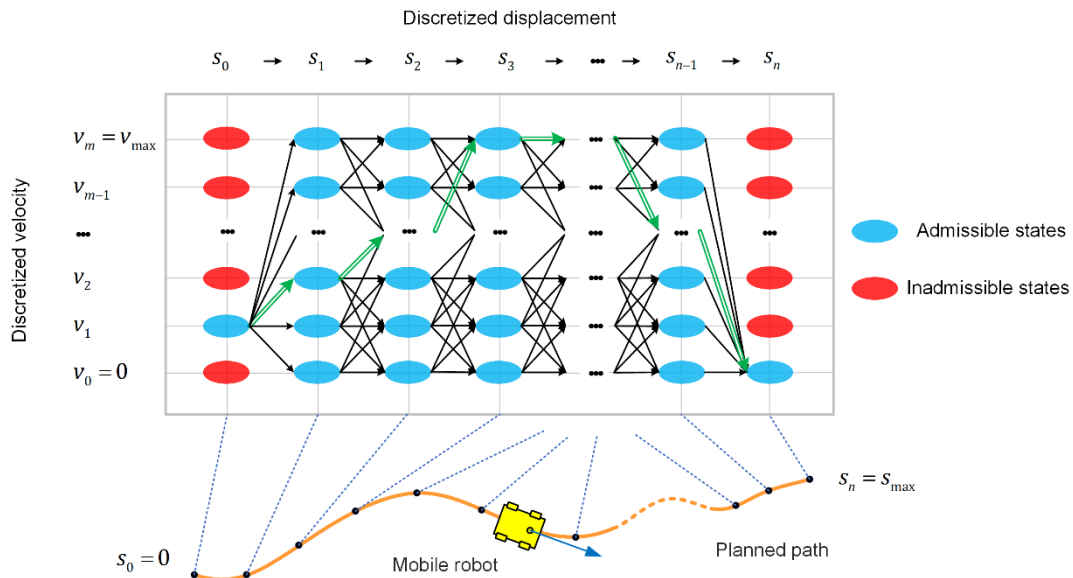 Discretized displacement
s₀ → s₁ → s₂ → s₃ → ••• → sₙ₋₁ → sₙ
Discretized velocity
vₘ = vₘₐₓ
vₘ₋₁
•••
v₂
v₁
v₀ = 0
Admissible states
Inadmissible states
sₙ = sₘₐₓ
s₀ = 0
Mobile robot
Planned path